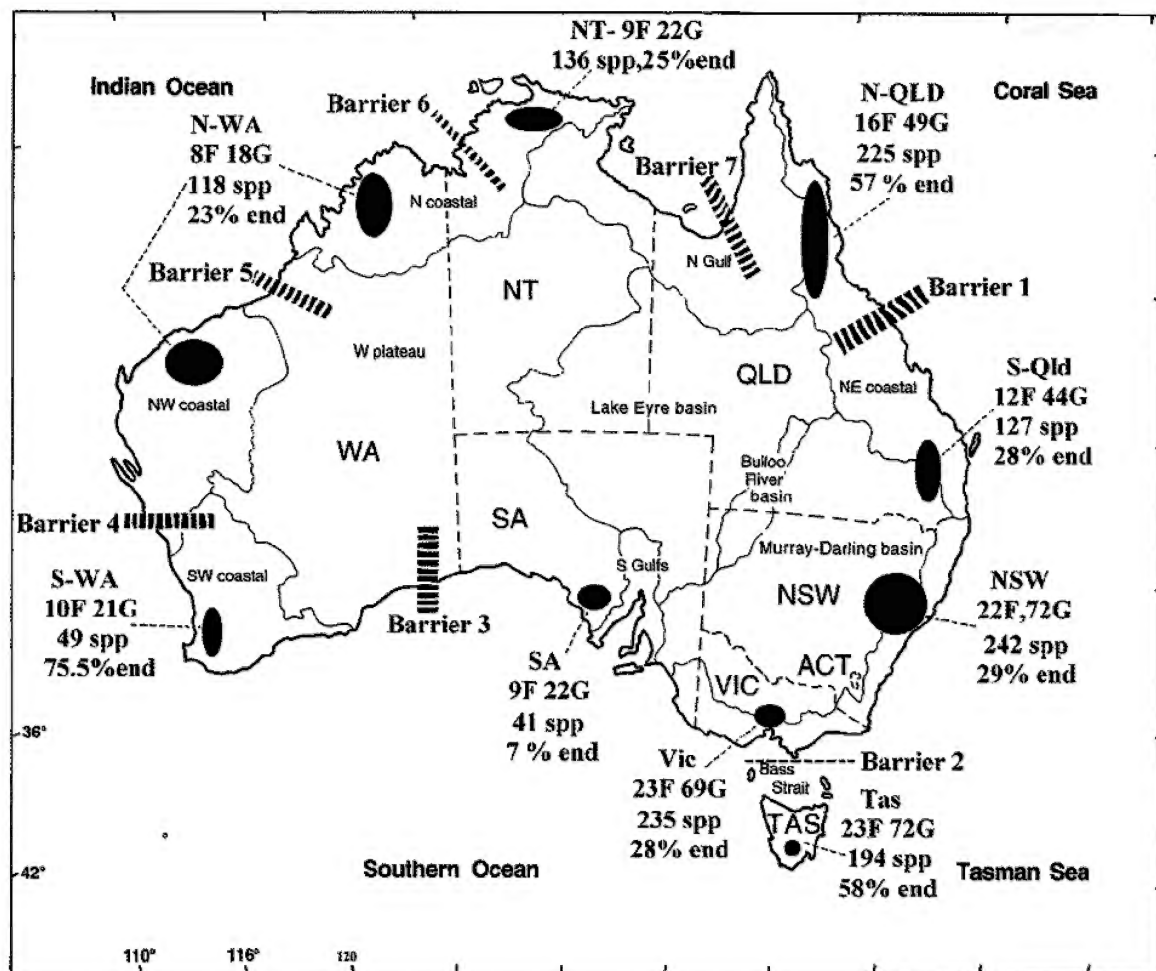 NT- 9F 22G
136 spp,25%end
Indian Ocean
Coral Sea
Barrier 6
N-WA
8F 18G
118 spp
23% end
N-QLD
16F 49G
225 spp
57 % end
Barrier 7
N coastal
N Gulf
Barrier 5
NT
Barrier 1
W plateau
QLD
NE coastal
S-Qld
12F 44G
127 spp
28% end
NW coastal
Lake Eyre basin
WA
Bulloo
River
basin
Barrier 4
SA
Murray-Darling basin
SW coastal
S Gulfs
S-WA
10F 21G
49 spp
75.5%end
NSW
NSW
22F,72G
242 spp
29% end
Barrier 3
SA
9F 22G
41 spp
7 % end
ACT
VIC
36°
Vic
23F 69G
235 spp
28% end
Barrier 2
Bass
Strait
TAS
Tas
23F 72G
194 spp
58% end
42°
Southern Ocean
Tasman Sea
110°
116°
120